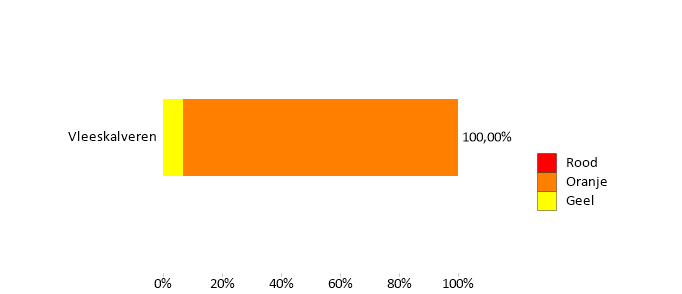 Vleeskalveren
100,00%
Rood
Oranje
Geel
0% 20% 40% 60% 80% 100%